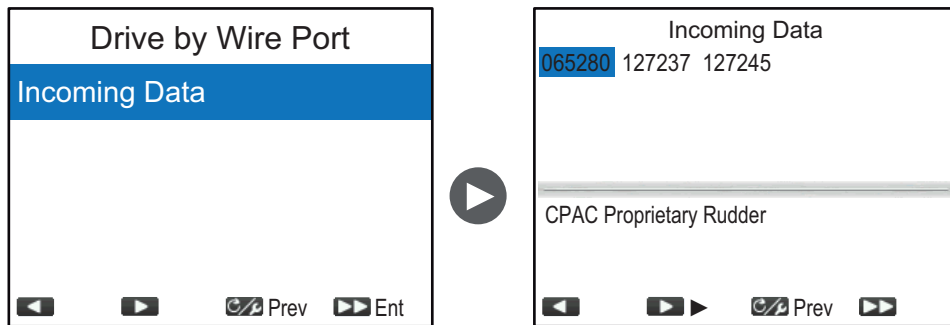 Drive by Wire Port
Incoming Data
Prev Ent
Incoming Data
065280 127237 127245
CPAC Proprietary Rudder
Prev